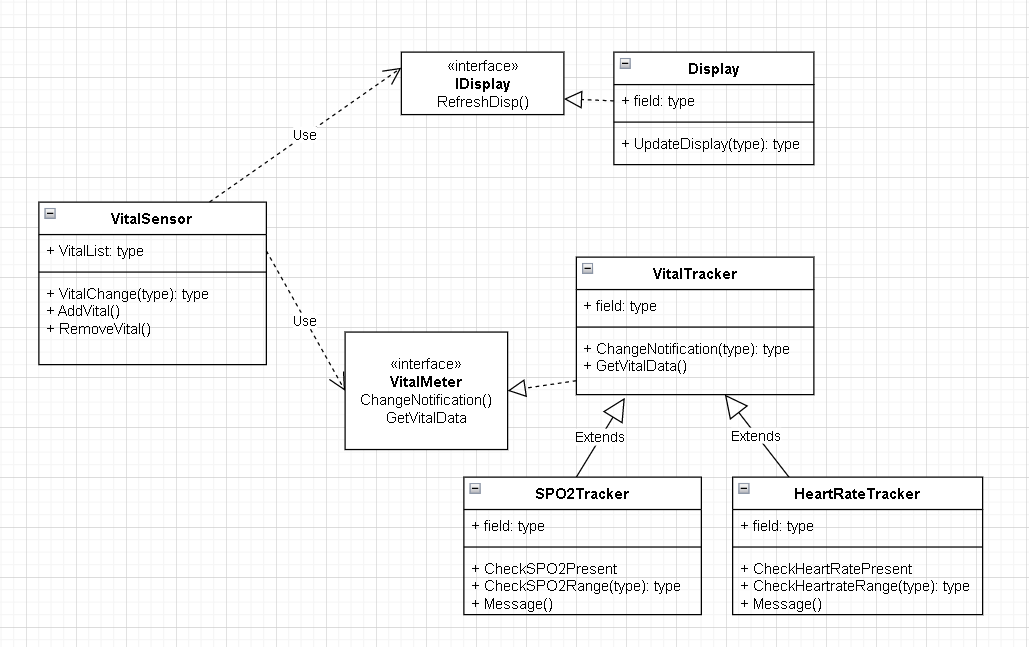 «interface»
IDisplay
RefreshDisp()
Display
+ field: type
+ UpdateDisplay(type): type
Use
VitalSensor
+ VitalList: type
+ VitalChange(type): type
+ AddVital()
+ RemoveVital()
Use
VitalTracker
+ field: type
+ ChangeNotification(type): type
+ GetVitalData()
«interface»
VitalMeter
ChangeNotification()
GetVitalData
Extends
Extends
SPO2Tracker
+ field: type
+ CheckSPO2Present
+ CheckSPO2Range(type): type
+ Message()
HeartRateTracker
+ field: type
+ CheckHeartRatePresent
+ CheckHeartrateRange(type): type
+ Message()